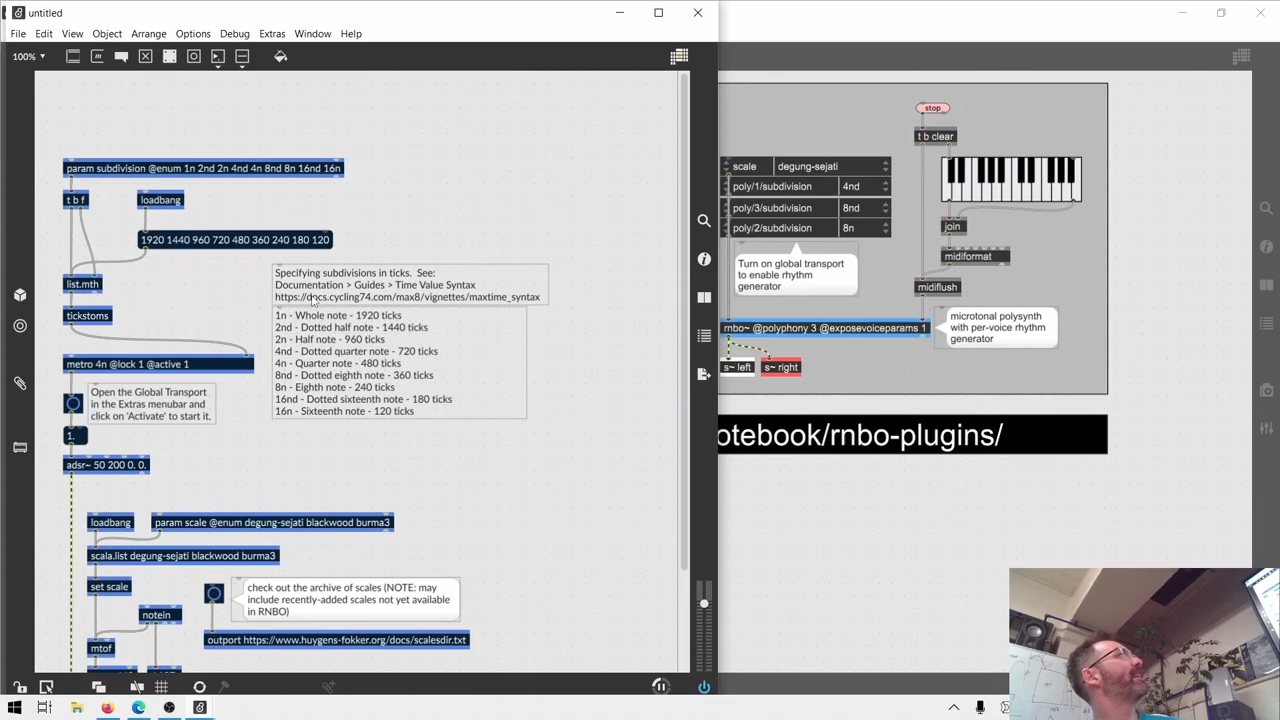 untitled
File Edit View Object Arrange Options Debug Extras Window Help
100%
param subdivision @enum 1n 2nd 2n 4nd 4n 8nd 8n 16nd 16n
t b f
loadbang
1920 1440 960 720 480 360 240 180 120
list.mth
tickstoms
Specifying subdivisions in ticks. See:
Documentation > Guides > Time Value Syntax
https://docs.cycling74.com/max8/vignettes/maxtime_syntax
1n - Whole note - 1920 ticks
2nd - Dotted half note - 1440 ticks
2n - Half note - 960 ticks
4nd - Dotted quarter note - 720 ticks
4n - Quarter note - 480 ticks
8nd - Dotted eighth note - 360 ticks
8n - Eighth note - 240 ticks
16nd - Dotted sixteenth note - 180 ticks
16n - Sixteenth note - 120 ticks
metro 4n @lock 1 @active 1
Open the Global Transport
in the Extras menubar and
click on 'Activate' to start it.
1.
adsr~ 50 200 0. 0.
loadbang
param scale @enum degung-sejati blackwood burma3
scala.list degung-sejati blackwood burma3
set scale
notein
mtof
check out the archive of scales (NOTE: may
include recently-added scales not yet available
in RNBO)
outport https://www.huygens-fokker.org/docs/scalesdir.txt
stop
t b clear
scale degung-sejati
poly/1/subdivision 4nd
poly/3/subdivision 8nd
poly/2/subdivision 8n
Turn on global transport
to enable rhythm
generator
join
midiformat
midiflush
rnbo~ @polyphony 3 @exposevoiceparams 1
microtonal polysynth
with per-voice rhythm
generator
s~ left
s~ right
otebook/rnbo-plugins/